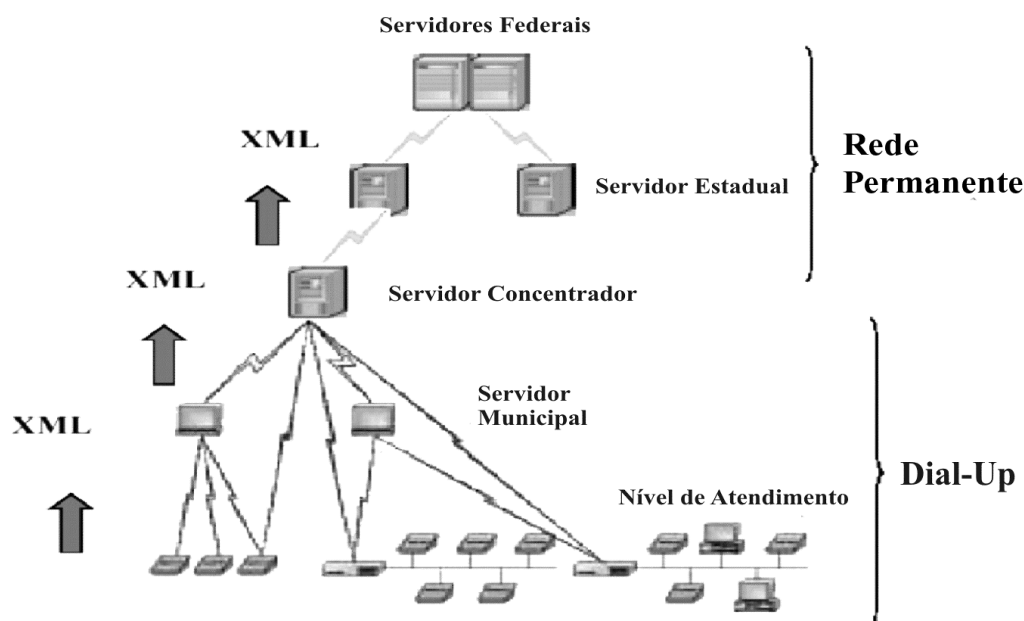 Servidores Federais
XML
Rede
Permanente
Servidor Estadual
XML
Servidor Concentrador
Servidor
Municipal
XML
Dial-Up
Nível de Atendimento